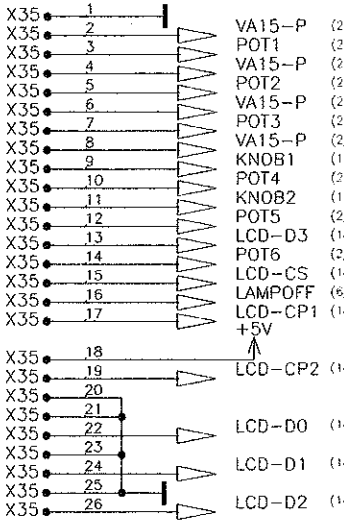 X35 1
X35 2 VA15-P (2
X35 3 POT1 (2
X35 4 VA15-P (2
X35 5 POT2 (2
X35 6 VA15-P (2
X35 7 POT3 (2
X35 8 VA15-P (2
X35 9 KNOB1 (1
X35 10 POT4 (2
X35 11 KNOB2 (1
X35 12 POT5 (2
X35 13 LCD-D3 (1
X35 14 POT6 (2
X35 15 LCD-CS (1
X35 16 LAMPOFF (6
X35 17 LCD-CP1 (1
+5V
X35 18
X35 19 LCD-CP2 (1
X35 20
X35 21
X35 22 LCD-D0 (1
X35 23
X35 24 LCD-D1 (1
X35 25
X35 26 LCD-D2 (1